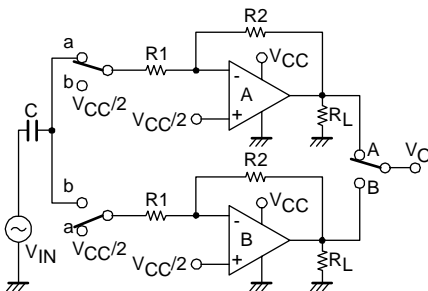 R2
a
R1
VCC
b
VCC/2
-
A
C
VCC/2
+
RL
A
VO
B
R2
b
R1
VCC
a
VCC/2
-
B
VIN
VCC/2
+
RL